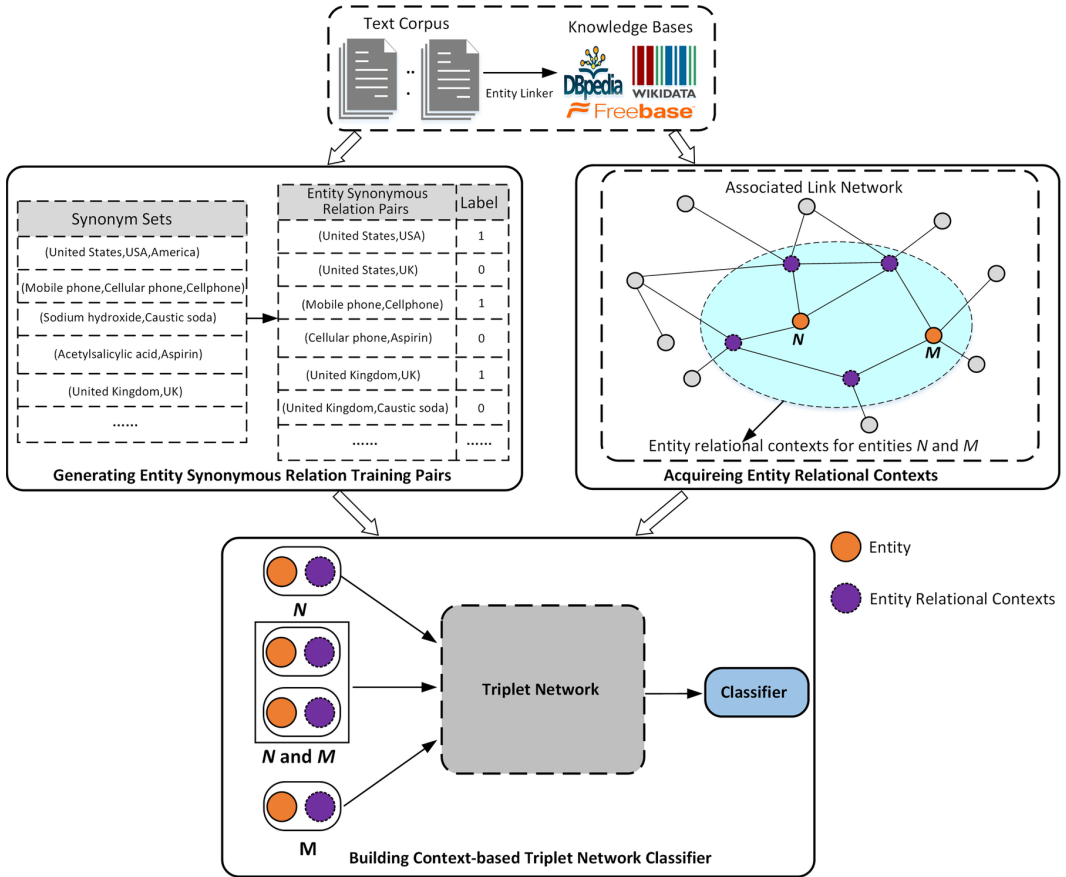 Text Corpus
Knowledge Bases
Entity Linker
DBpedia
WIKIDATA
Freebase™
Synonym Sets
(United States,USA,America)
(Mobile phone,Cellular phone,Cellphone)
(Sodium hydroxide,Caustic soda)
(Acetylsalicylic acid,Aspirin)
(United Kingdom,UK)
......
Entity Synonymous
Relation Pairs
Label
(United States,USA) 1
(United States,UK) 0
(Mobile phone,Cellphone) 1
(Cellular phone,Aspirin) 0
(United Kingdom,UK) 1
(United Kingdom,Caustic soda) 0
...... ......
Generating Entity Synonymous Relation Training Pairs
Associated Link Network
N
M
Entity relational contexts for entities N and M
Acquireing Entity Relational Contexts
N
N and M
M
Triplet Network
Classifier
Building Context-based Triplet Network Classifier
Entity
Entity Relational Contexts